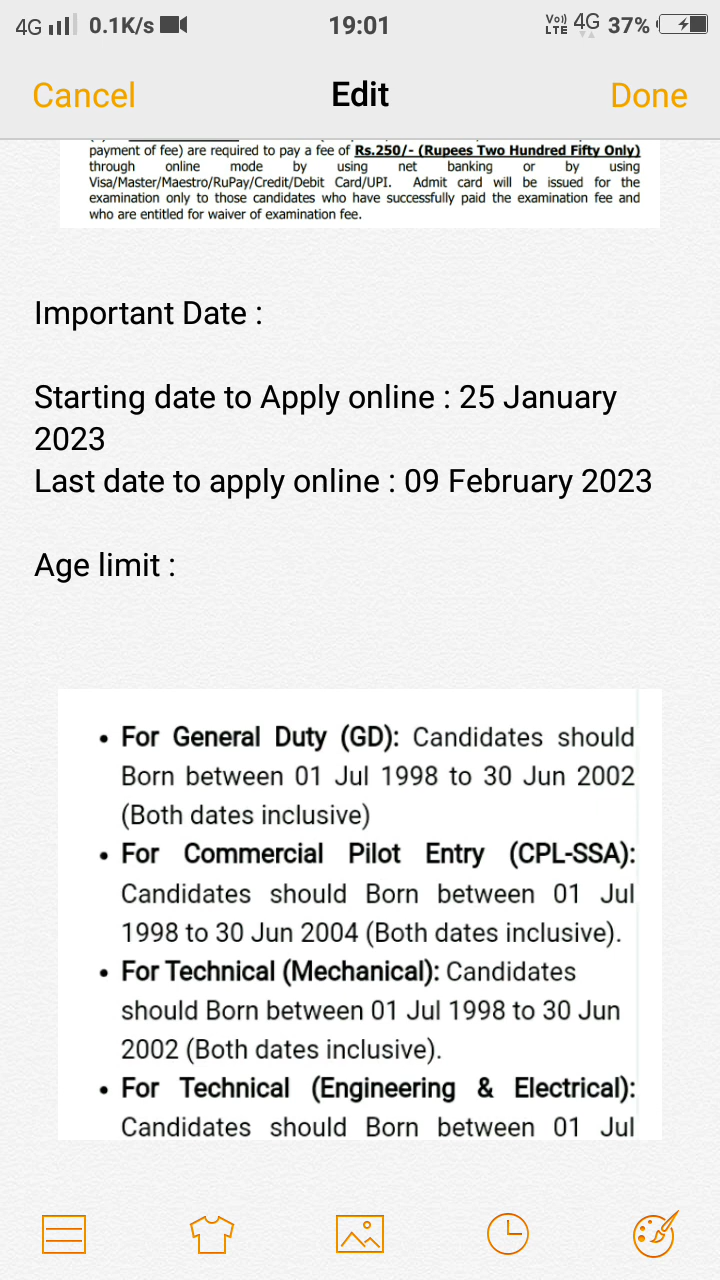 4G 0.1K/s 19:01 Vo)) LTE 4G 37%
Cancel Edit Done
payment of fee) are required to pay a fee of Rs.250/- (Rupees Two Hundred Fifty Only)
through online mode by using net banking or by using
Visa/Master/Maestro/RuPay/Credit/Debit Card/UPI. Admit card will be issued for the
examination only to those candidates who have successfully paid the examination fee and
who are entitled for waiver of examination fee.
Important Date :
Starting date to Apply online : 25 January
2023
Last date to apply online : 09 February 2023
Age limit :
• For General Duty (GD): Candidates should
Born between 01 Jul 1998 to 30 Jun 2002
(Both dates inclusive)
• For Commercial Pilot Entry (CPL-SSA):
Candidates should Born between 01 Jul
1998 to 30 Jun 2004 (Both dates inclusive).
• For Technical (Mechanical): Candidates
should Born between 01 Jul 1998 to 30 Jun
2002 (Both dates inclusive).
• For Technical (Engineering & Electrical):
Candidates should Born between 01 Jul